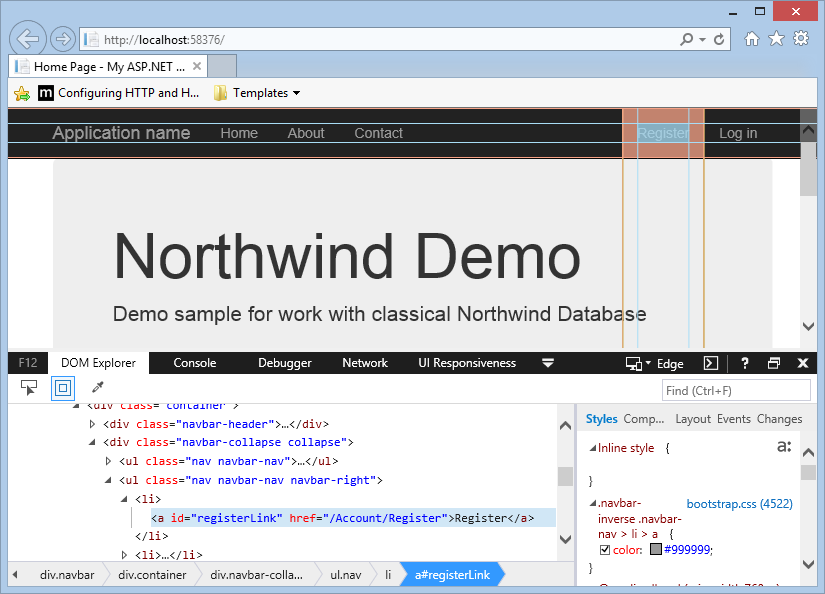 http://localhost:58376/
Home Page - My ASP.NET ...
m Configuring HTTP and H... Templates
Application name Home About Contact Register Log in
Northwind Demo
Demo sample for work with classical Northwind Database
F12 DOM Explorer Console Debugger Network UI Responsiveness Edge ?
Find (Ctrl+F)
<div class="container">
<div class="navbar-header">...</div>
<div class="navbar-collapse collapse">
<ul class="nav navbar-nav">...</ul>
<ul class="nav navbar-nav navbar-right">
<li>
<a id="registerLink" href="/Account/Register">Register</a>
</li>
<li>...</li>
div.navbar div.container div.navbar-colla... ul.nav li a#registerLink
Styles Comp... Layout Events Changes
Inline style { a:
}
.navbar- bootstrap.css (4522)
inverse .navbar-
nav > li > a {
color: #999999;
}